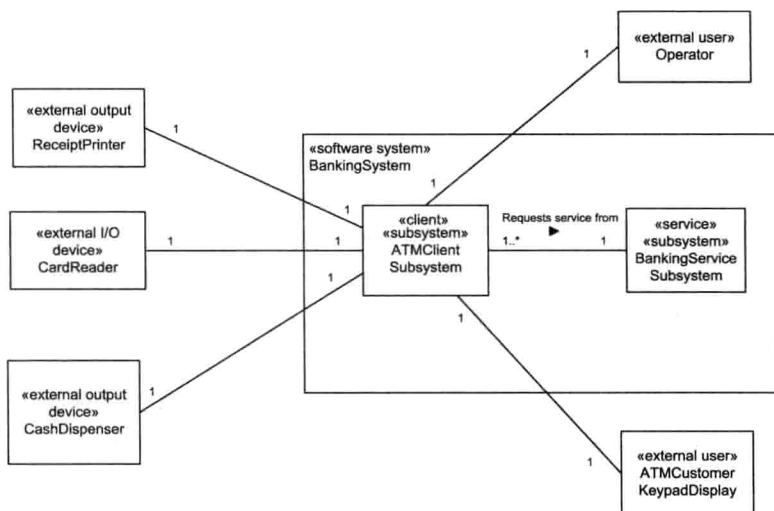 «external user»
Operator
1
«external output
device»
ReceiptPrinter
1
«software system»
BankingSystem
1
1
«client»
«subsystem»
ATMClient
Subsystem
Requests service from
1..*
1
«service»
«subsystem»
BankingService
Subsystem
«external I/O
device»
CardReader
1
1
1
1
«external output
device»
CashDispenser
1
1
«external user»
ATMCustomer
KeypadDisplay